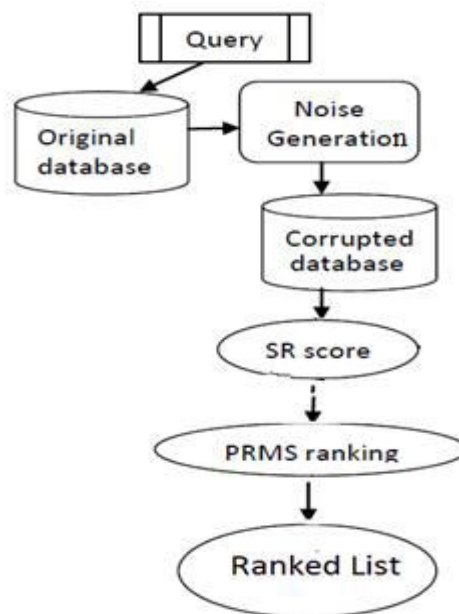 Query
Original
database
Noise
Generation
Corrupted
database
SR score
PRMS ranking
Ranked List